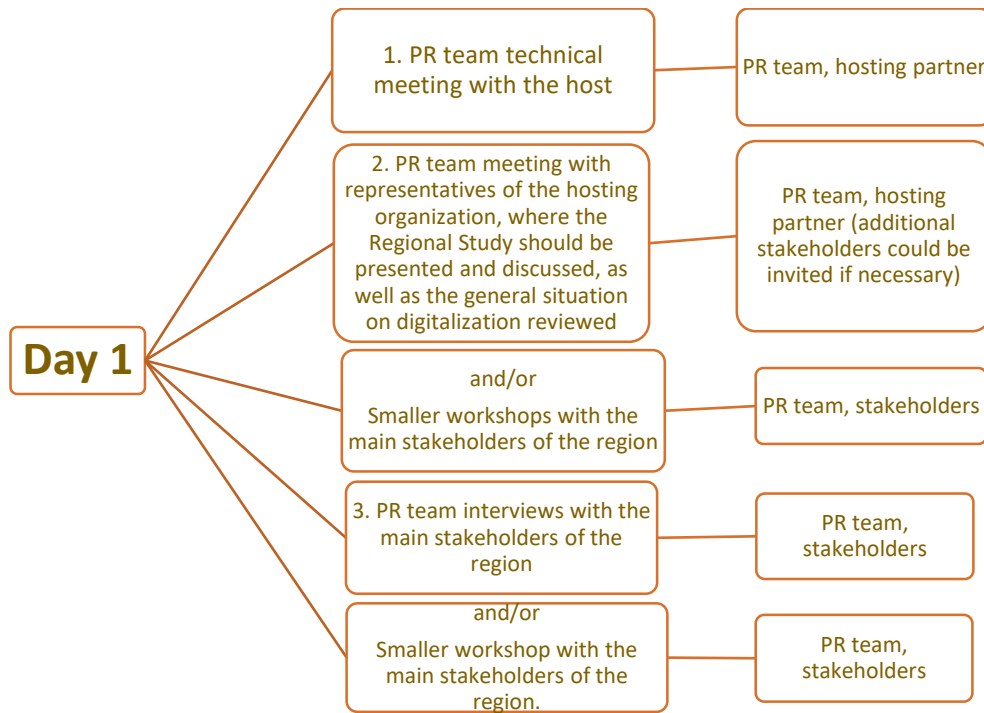 Day 1
1. PR team technical
meeting with the host
PR team, hosting partner
2. PR team meeting with
representatives of the hosting
organization, where the
Regional Study should be
presented and discussed, as
well as the general situation
on digitalization reviewed
PR team, hosting
partner (additional
stakeholders could be
invited if necessary)
and/or
Smaller workshops with the
main stakeholders of the region
PR team, stakeholders
3. PR team interviews with the
main stakeholders of the
region
PR team,
stakeholders
and/or
Smaller workshop with the
main stakeholders of the
region.
PR team,
stakeholders